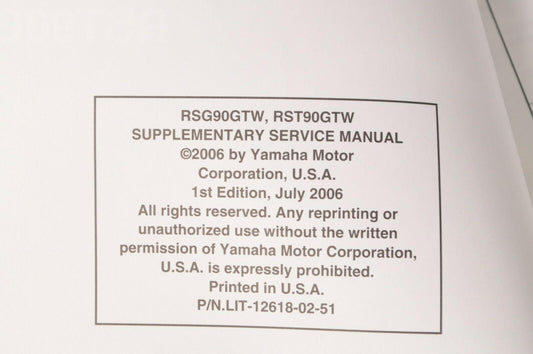 RSG90GTW, RST90GTW
SUPPLEMENTARY SERVICE MANUAL
©2006 by Yamaha Motor
Corporation, U.S.A.
1st Edition, July 2006
All rights reserved. Any reprinting or
unauthorized use without the written
permission of Yamaha Motor Corporation,
U.S.A. is expressly prohibited.
Printed in U.S.A.
P/N.LIT-12618-02-51